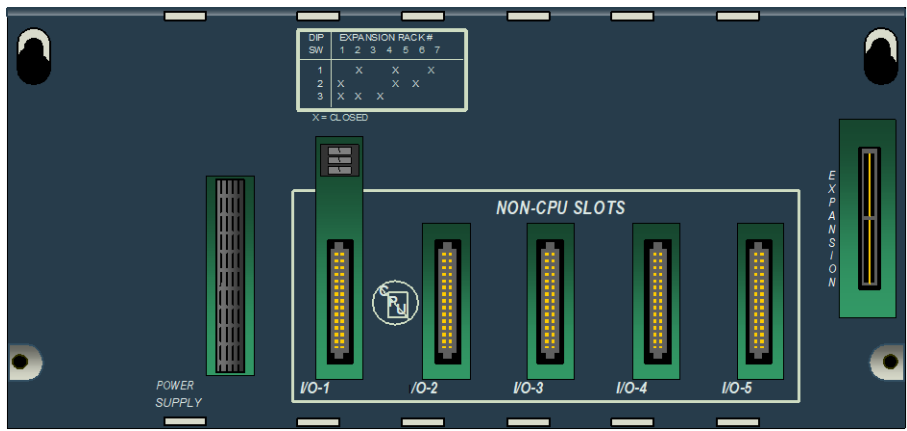 DIP EXPANSION RACK #
SW 1 2 3 4 5 6 7
1 X X X
2 X X X
3 X X X
X = CLOSED
EXPANSION
NON-CPU SLOTS
CPU
I/O-1 I/O-2 I/O-3 I/O-4 I/O-5
POWER
SUPPLY